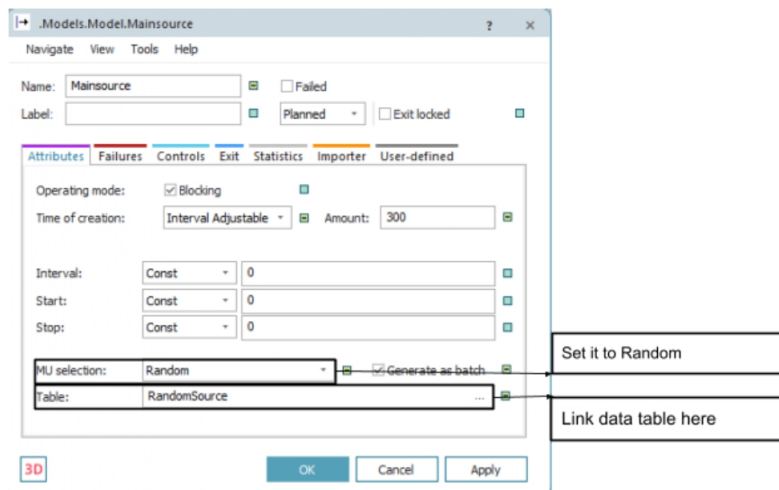 .Models.Model.Mainsource ? ×
Navigate View Tools Help
Name: Mainsource Failed
Label: Planned Exit locked
Attributes Failures Controls Exit Statistics Importer User-defined
Operating mode: Blocking
Time of creation: Interval Adjustable Amount: 300
Interval: Const 0
Start: Const 0
Stop: Const 0
MU selection: Random Generate as batch
Set it to Random
Table: RandomSource ...
Link data table here
3D OK Cancel Apply